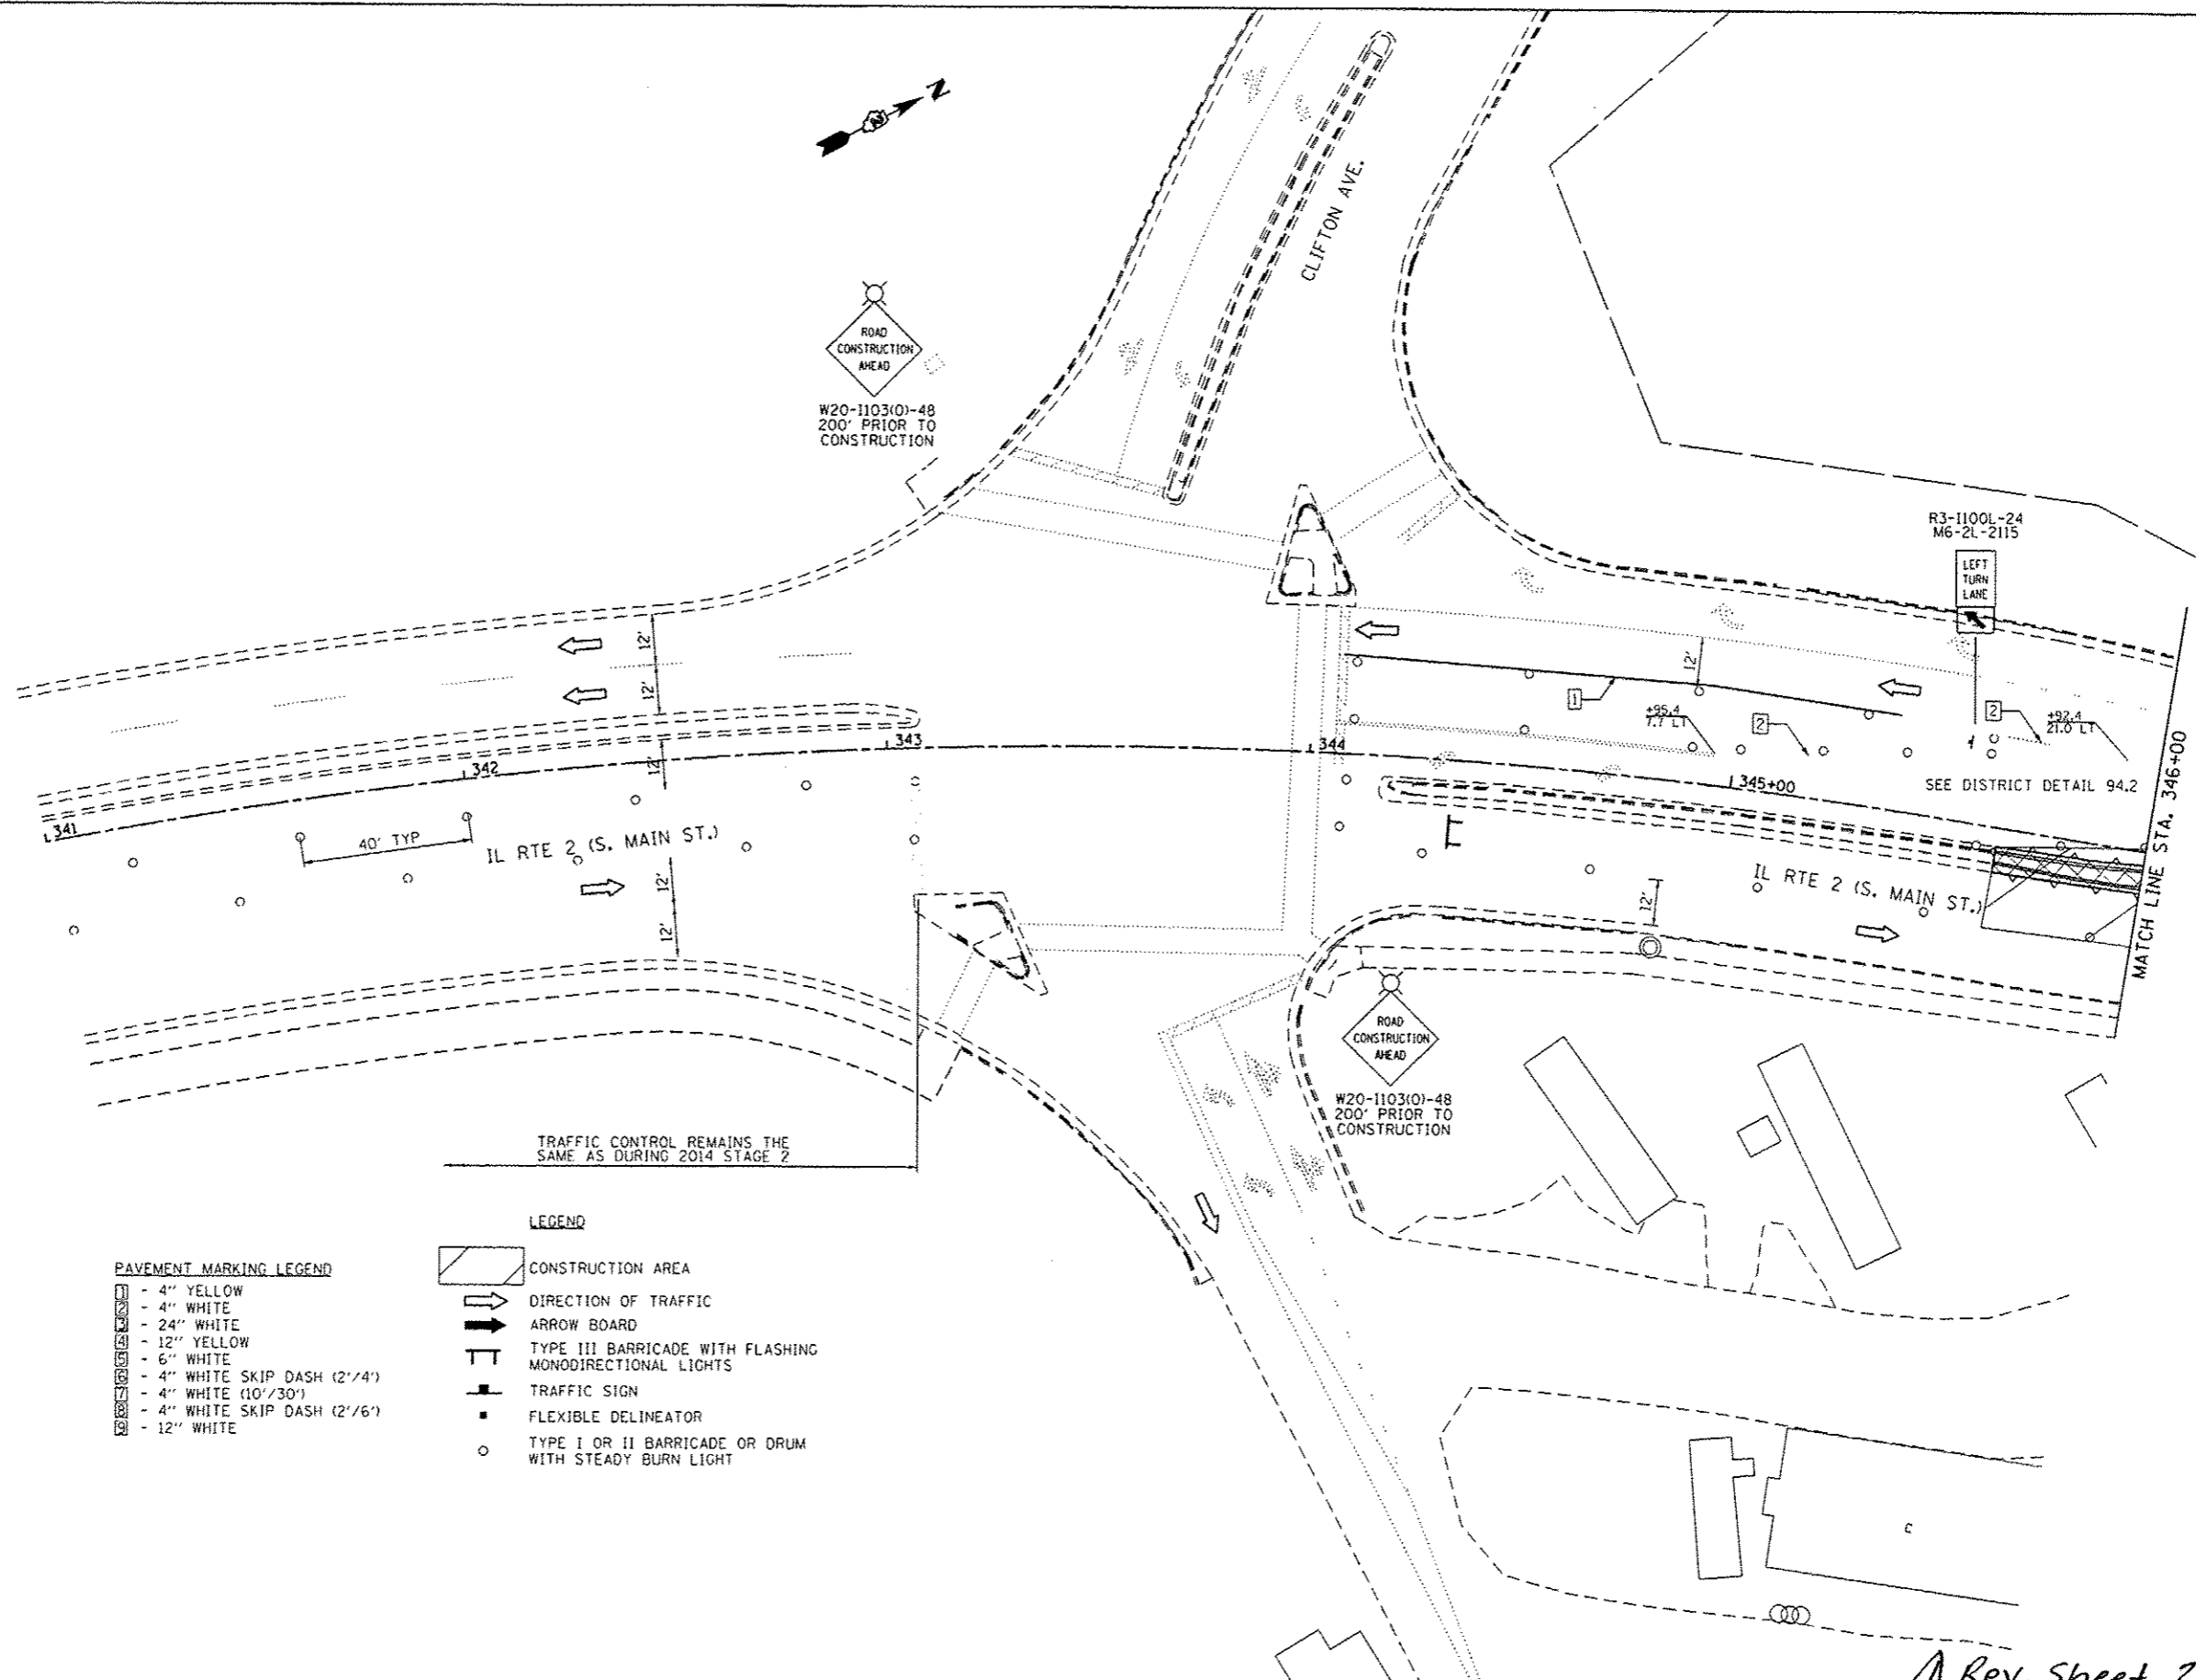 N
CLIFTON AVE.
ROAD
CONSTRUCTION
AHEAD
W20-I103(O)-48
200' PRIOR TO
CONSTRUCTION
R3-I100L-24
M6-2L-2115
LEFT
TURN
LANE
12'
12'
12'
12'
12'
12'
12'
1
2
2
+95.4
7.7 LT
+92.4
21.0 LT
341
342
343
344
345+00
SEE DISTRICT DETAIL 94.2
MATCH LINE STA. 346+00
40' TYP
IL RTE 2 (S. MAIN ST.)
IL RTE 2 (S. MAIN ST.)
ROAD
CONSTRUCTION
AHEAD
W20-I103(O)-48
200' PRIOR TO
CONSTRUCTION
TRAFFIC CONTROL REMAINS THE
SAME AS DURING 2014 STAGE 2
PAVEMENT MARKING LEGEND
1 - 4" YELLOW
2 - 4" WHITE
3 - 24" WHITE
4 - 12" YELLOW
5 - 6" WHITE
6 - 4" WHITE SKIP DASH (2'/4')
7 - 4" WHITE (10'/30')
8 - 4" WHITE SKIP DASH (2'/6')
9 - 12" WHITE
LEGEND
CONSTRUCTION AREA
DIRECTION OF TRAFFIC
ARROW BOARD
TYPE III BARRICADE WITH FLASHING
MONODIRECTIONAL LIGHTS
TRAFFIC SIGN
FLEXIBLE DELINEATOR
TYPE I OR II BARRICADE OR DRUM
WITH STEADY BURN LIGHT
C
Rev. Sheet 2